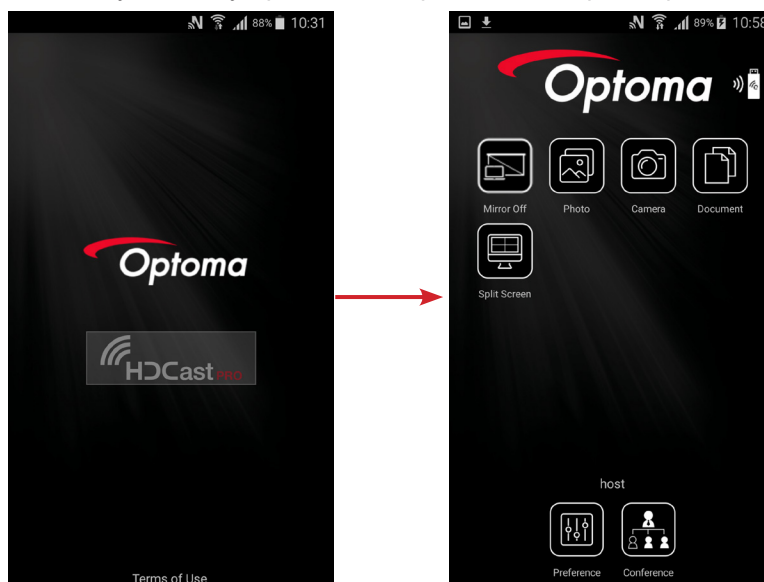 88% 10:31
89% 10:58
Optoma
Optoma
HDCast PRO
Terms of Use
Mirror Off
Photo
Camera
Document
Split Screen
host
Preference
Conference